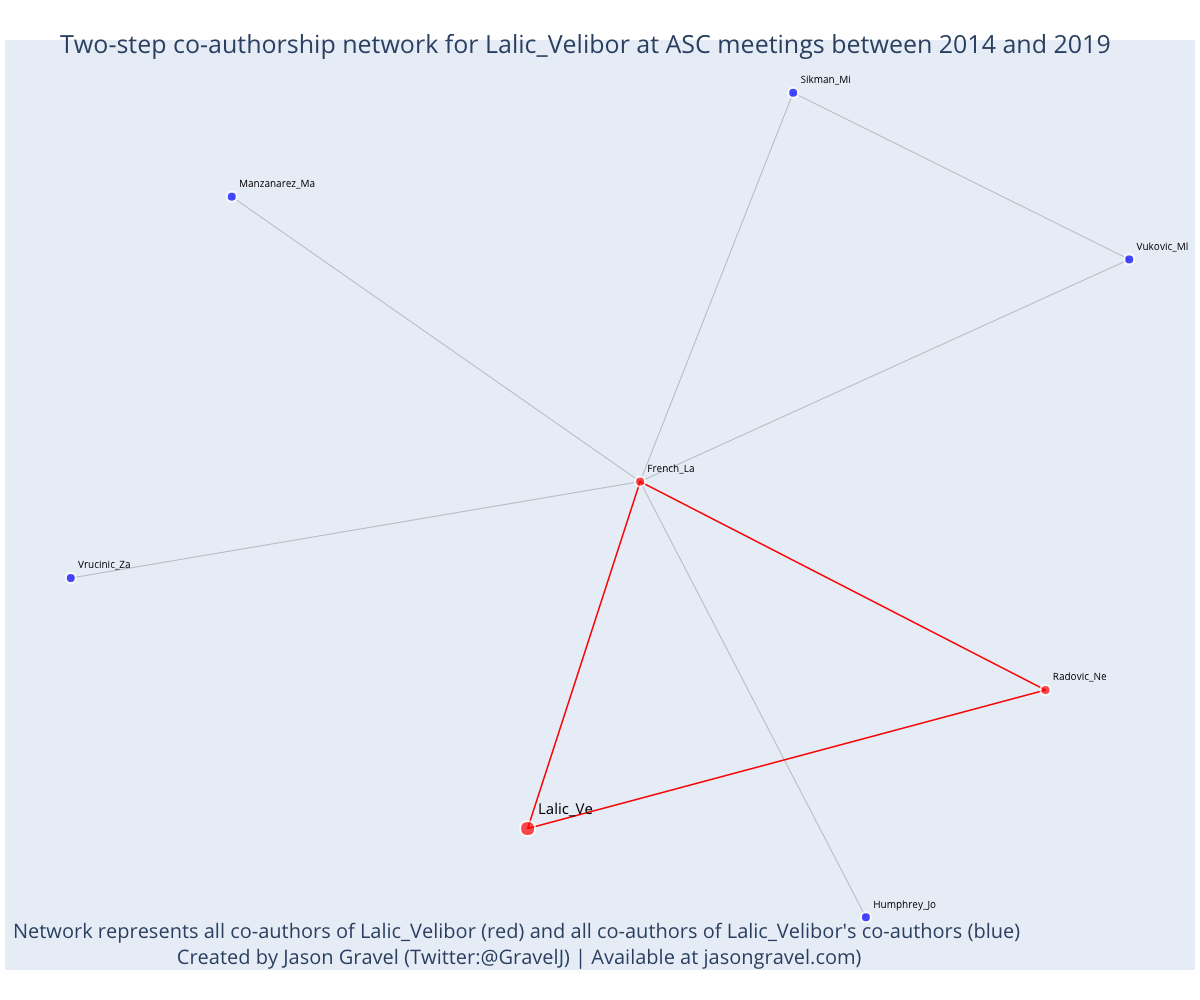 Two-step co-authorship network for Lalic_Velibor at ASC meetings between 2014 and 2019
Sikman_Mi
Manzanarez_Ma
Vukovic_Mi
French_La
Vrucinic_Za
Radovic_Ne
Lalic_Ve
Humphrey_Jo
Network represents all co-authors of Lalic_Velibor (red) and all co-authors of Lalic_Velibor's co-authors (blue)
Created by Jason Gravel (Twitter:@GravelJ) | Available at jasongravel.com)